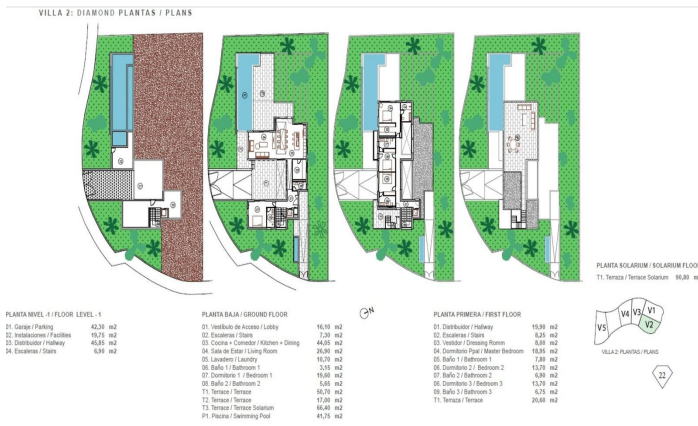 VILLA 2: DIAMOND PLANTAS / PLANS
PLANTA SOLARIUM / SOLARIUM FLOO
T1. Terraza / Terrace Solarium 90,80 m
PLANTA NIVEL -1 / FLOOR LEVEL - 1
01. Garaje / Parking 42,30 m2
02. Instalaciones / Facilities 19,75 m2
03. Distribuidor / Hallway 45,85 m2
04. Escaleras / Stairs 6,90 m2
PLANTA BAJA / GROUND FLOOR
01. Vestíbulo de Acceso / Lobby 16,10 m2
02. Escaleras / Stairs 7,30 m2
03. Cocina + Comedor / Kitchen + Dining 44,05 m2
04. Sala de Estar / Living Room 26,90 m2
05. Lavadero / Laundry 10,70 m2
06. Baño 1 / Bathroom 1 3,15 m2
07. Dormitorio 1 / Bedroom 1 19,60 m2
08. Baño 2 / Bathroom 2 5,65 m2
T1. Terrace / Terrace 50,70 m2
T2. Terrace / Terrace 17,00 m2
T3. Terrace / Terrace Solarium 66,40 m2
P1. Piscina / Swimming Pool 41,75 m2
N
PLANTA PRIMERA / FIRST FLOOR
01. Distribuidor / Hallway 19,90 m2
02. Escaleras / Stairs 8,25 m2
03. Vestidor / Dressing Romm 8,00 m2
04. Dormitorio Ppal / Master Bedroom 18,95 m2
05. Baño 1 / Bathroom 1 7,80 m2
06. Dormitorio 2 / Bedroom 2 13,70 m2
07. Baño 2 / Bathroom 2 6,90 m2
08. Dormitorio 3 / Bedroom 3 13,70 m2
09. Baño 3 / Bathroom 3 6,75 m2
T1. Terraza / Terrace 20,60 m2
V5 V4 V3 V1
V2
VILLA 2: PLANTAS / PLANS
22